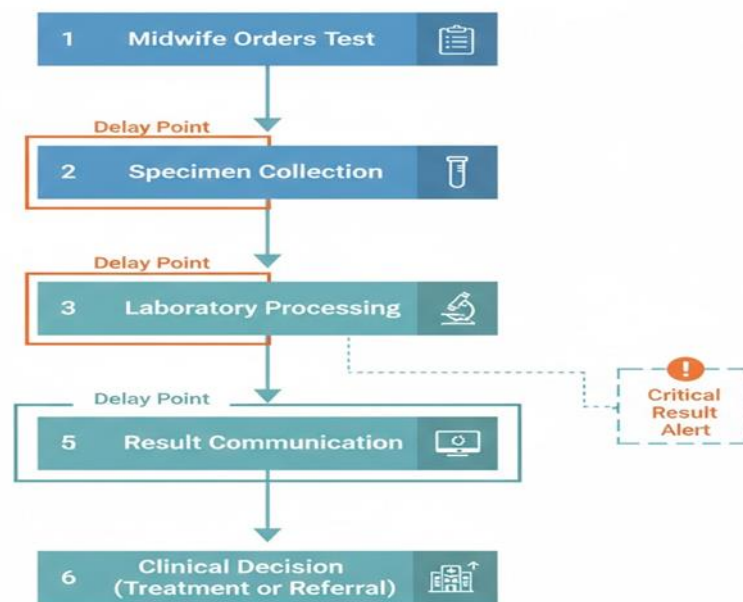 1 Midwife Orders Test
Delay Point
2 Specimen Collection
Delay Point
3 Laboratory Processing
!
Critical
Result
Alert
Delay Point
5 Result Communication
6 Clinical Decision
(Treatment or Referral)